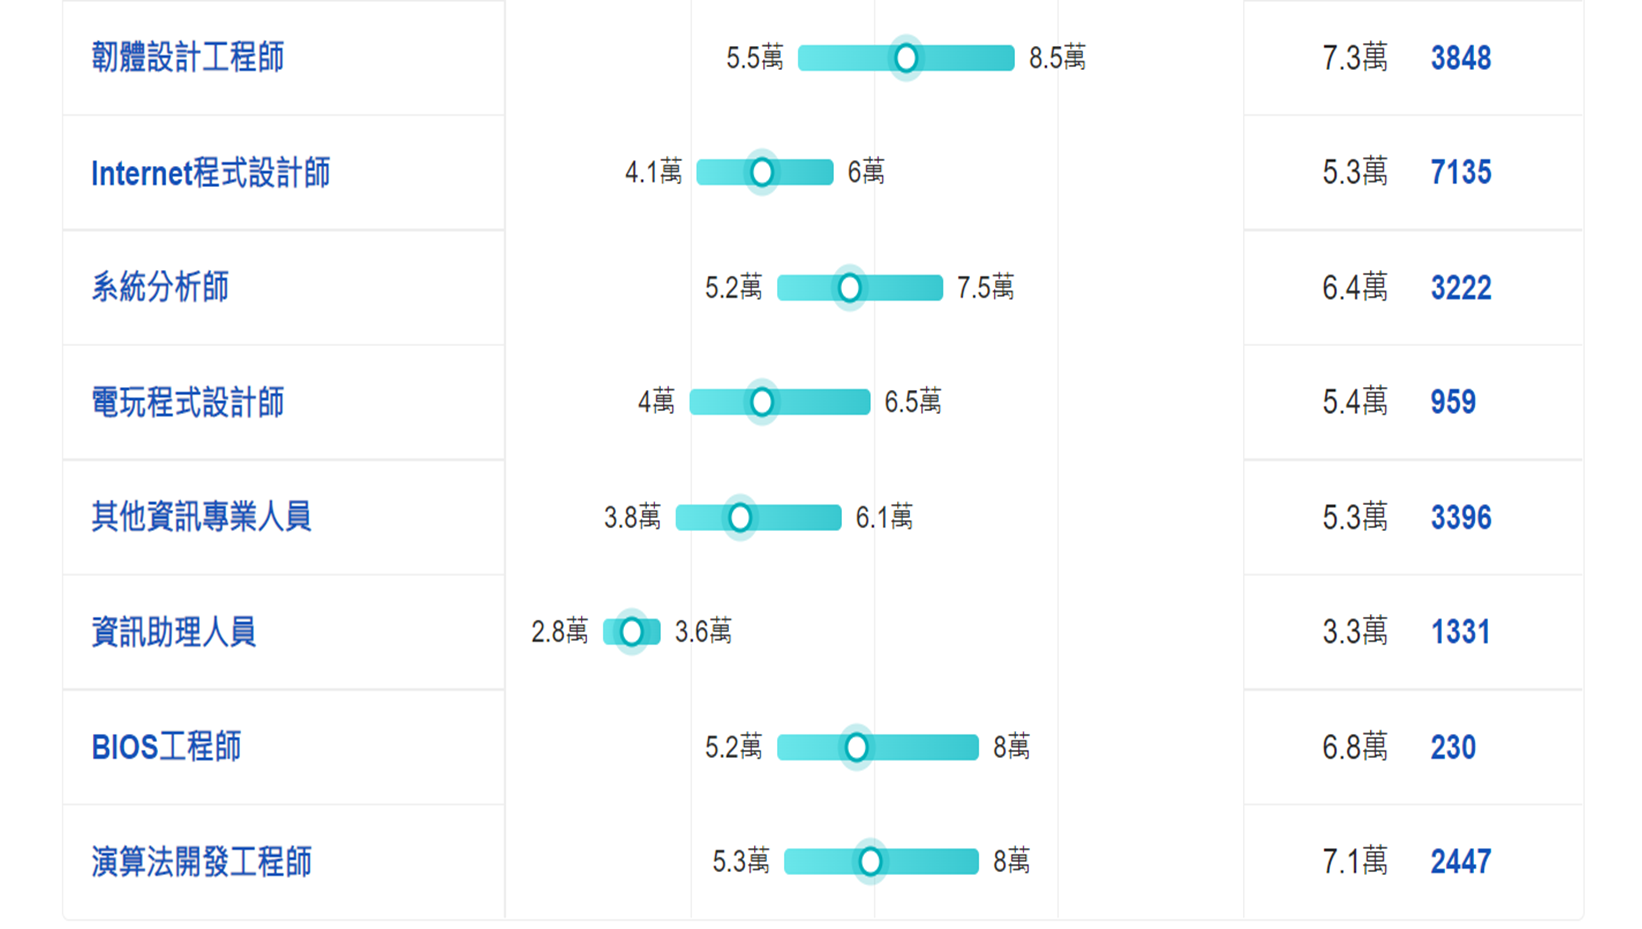 韌體設計工程師 5.5萬 8.5萬 7.3萬 3848
Internet程式設計師 4.1萬 6萬 5.3萬 7135
系統分析師 5.2萬 7.5萬 6.4萬 3222
電玩程式設計師 4萬 6.5萬 5.4萬 959
其他資訊專業人員 3.8萬 6.1萬 5.3萬 3396
資訊助理人員 2.8萬 3.6萬 3.3萬 1331
BIOS工程師 5.2萬 8萬 6.8萬 230
演算法開發工程師 5.3萬 8萬 7.1萬 2447